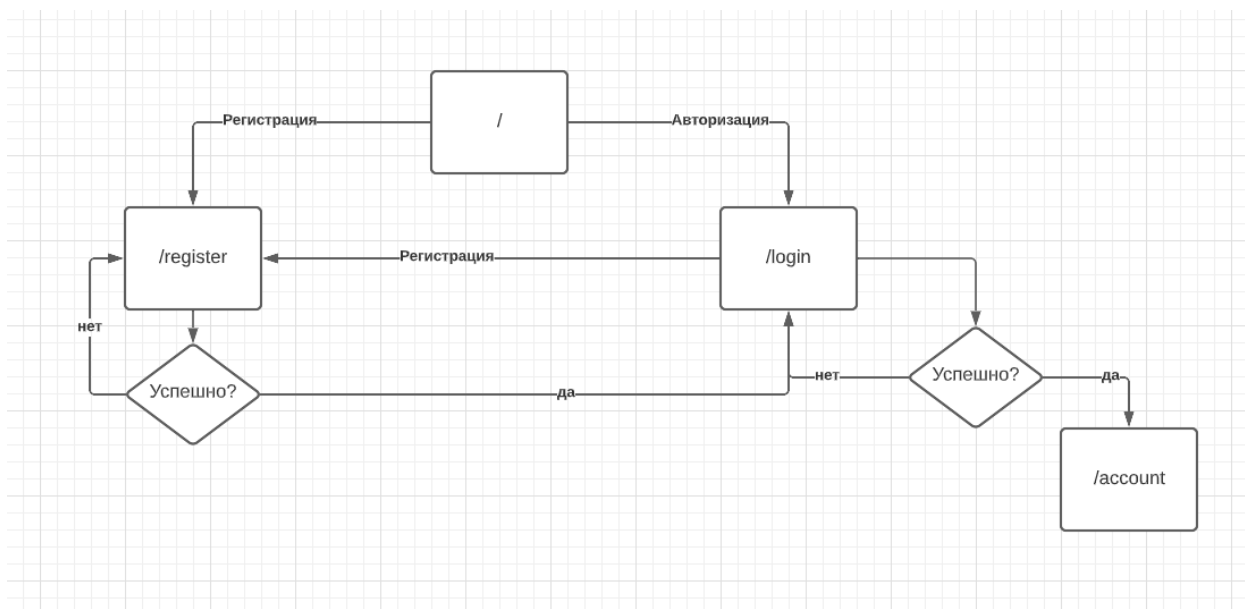 /
Регистрация
Авторизация
/register
Регистрация
/login
нет
Успешно?
да
нет
Успешно?
да
/account